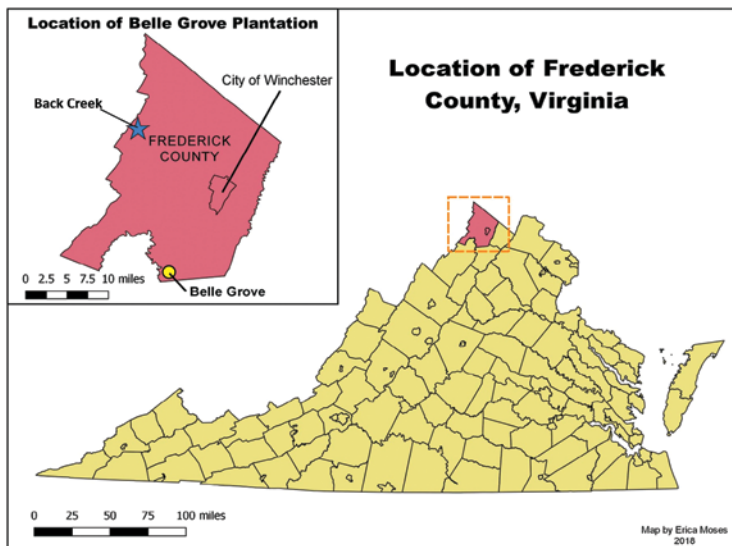 Location of Belle Grove Plantation
City of Winchester
Back Creek
FREDERICK
COUNTY
0 2.5 5 7.5 10 miles
Belle Grove
Location of Frederick
County, Virginia
0 25 50 75 100 miles
Map by Erica Moses
2018